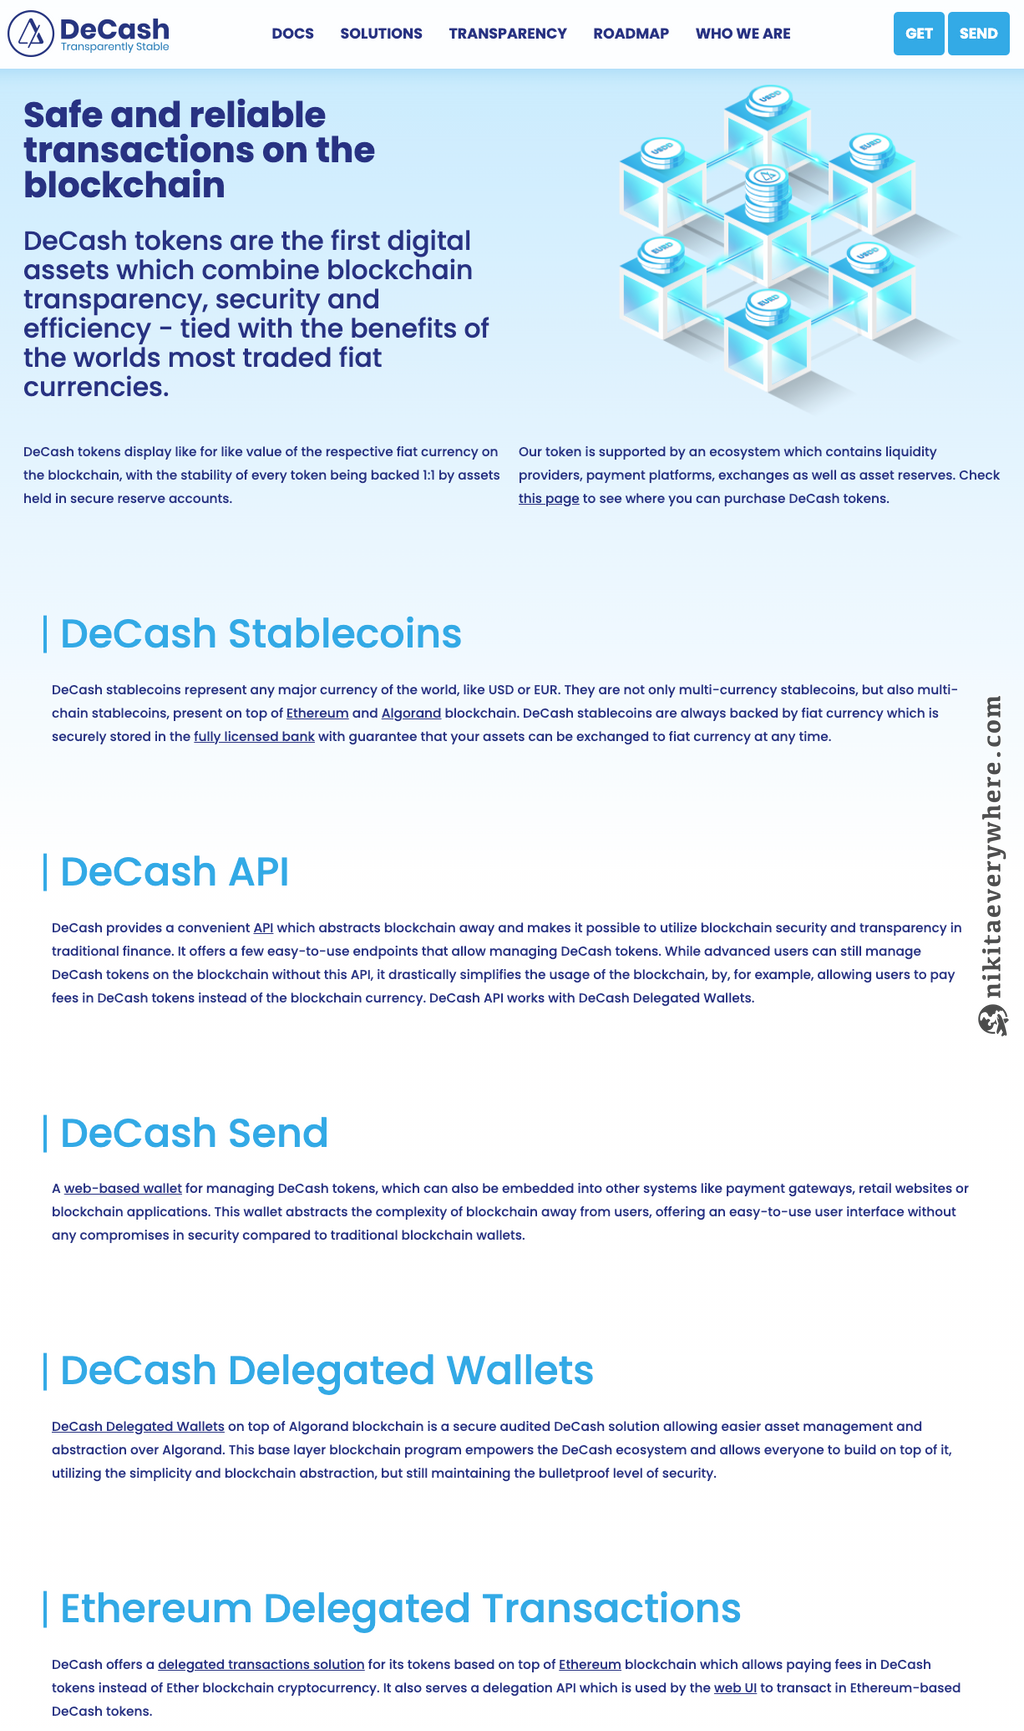 DeCash
Transparently Stable
DOCS SOLUTIONS TRANSPARENCY ROADMAP WHO WE ARE
GET SEND
Safe and reliable
transactions on the
blockchain
DeCash tokens are the first digital
assets which combine blockchain
transparency, security and
efficiency - tied with the benefits of
the worlds most traded fiat
currencies.
USDD
USDD
EURD
EURD
USDD
EURD
DeCash tokens display like for like value of the respective fiat currency on
the blockchain, with the stability of every token being backed 1:1 by assets
held in secure reserve accounts.
Our token is supported by an ecosystem which contains liquidity
providers, payment platforms, exchanges as well as asset reserves. Check
this page to see where you can purchase DeCash tokens.
| DeCash Stablecoins
DeCash stablecoins represent any major currency of the world, like USD or EUR. They are not only multi-currency stablecoins, but also multi-
chain stablecoins, present on top of Ethereum and Algorand blockchain. DeCash stablecoins are always backed by fiat currency which is
securely stored in the fully licensed bank with guarantee that your assets can be exchanged to fiat currency at any time.
nikitaeverywhere.com
| DeCash API
DeCash provides a convenient API which abstracts blockchain away and makes it possible to utilize blockchain security and transparency in
traditional finance. It offers a few easy-to-use endpoints that allow managing DeCash tokens. While advanced users can still manage
DeCash tokens on the blockchain without this API, it drastically simplifies the usage of the blockchain, by, for example, allowing users to pay
fees in DeCash tokens instead of the blockchain currency. DeCash API works with DeCash Delegated Wallets.
| DeCash Send
A web-based wallet for managing DeCash tokens, which can also be embedded into other systems like payment gateways, retail websites or
blockchain applications. This wallet abstracts the complexity of blockchain away from users, offering an easy-to-use user interface without
any compromises in security compared to traditional blockchain wallets.
| DeCash Delegated Wallets
DeCash Delegated Wallets on top of Algorand blockchain is a secure audited DeCash solution allowing easier asset management and
abstraction over Algorand. This base layer blockchain program empowers the DeCash ecosystem and allows everyone to build on top of it,
utilizing the simplicity and blockchain abstraction, but still maintaining the bulletproof level of security.
| Ethereum Delegated Transactions
DeCash offers a delegated transactions solution for its tokens based on top of Ethereum blockchain which allows paying fees in DeCash
tokens instead of Ether blockchain cryptocurrency. It also serves a delegation API which is used by the web UI to transact in Ethereum-based
DeCash tokens.